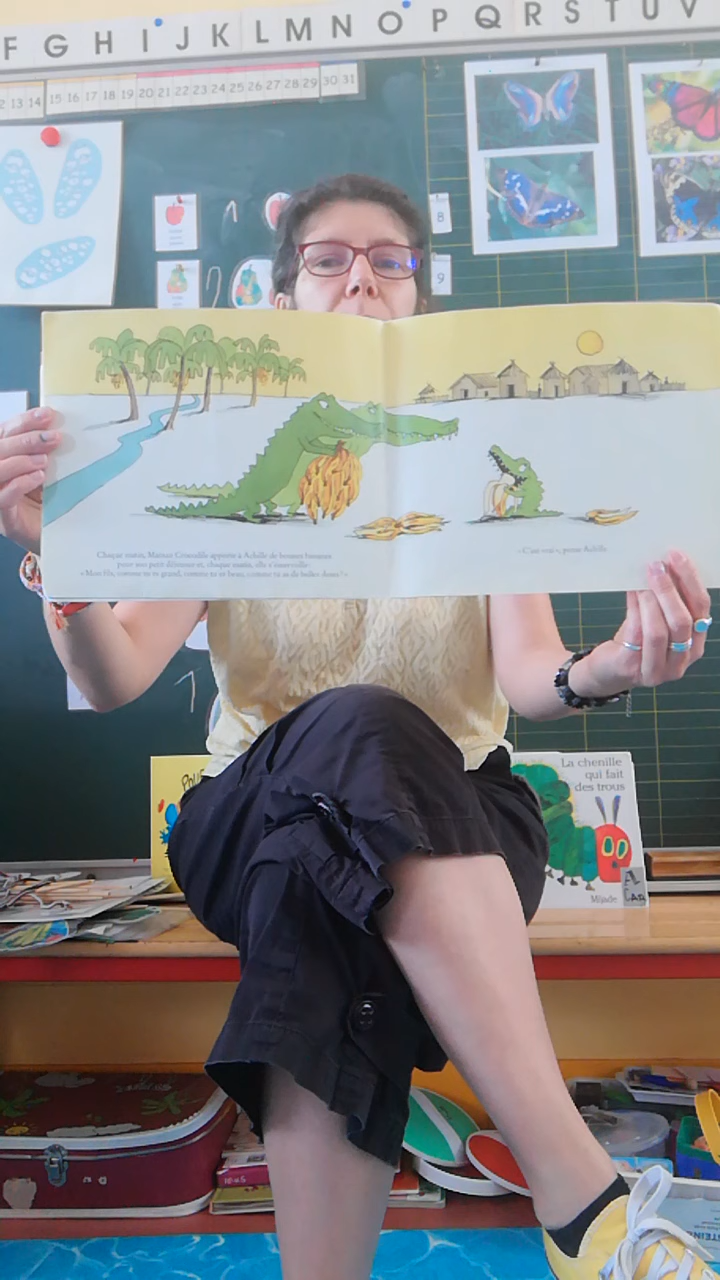 F G H I J K L M N O P Q R S T U V
2 13 14 15 16 17 18 19 20 21 22 23 24 25 26 27 28 29 30 31
8
9
Chaque matin, Maman Crocodile apporte à Achille de bonnes bananes
pour son petit déjeuner et, chaque matin, elle s'émerveille :
« Mon fils, comme tu es grand, comme tu es beau, comme tu as de belles dents ! »
« C'est vrai », pense Achille.
La chenille
qui fait
des trous
Mijade